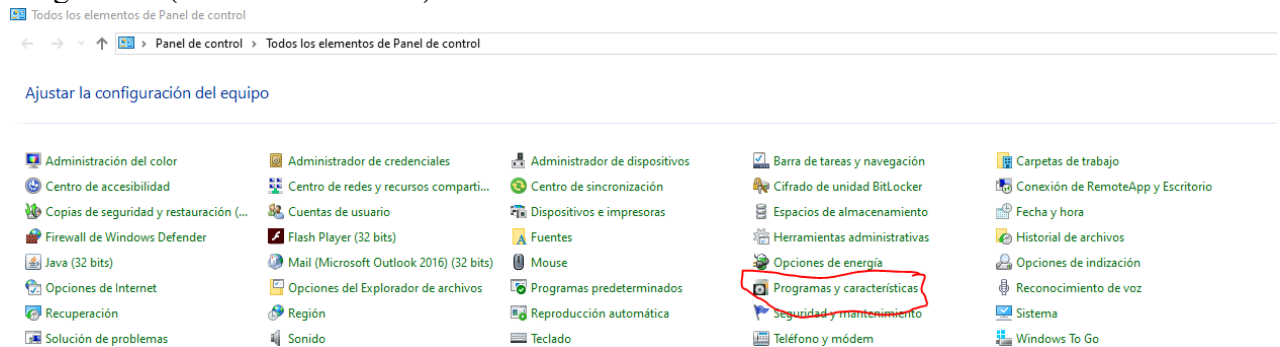 Todos los elementos de Panel de control
Panel de control > Todos los elementos de Panel de control
Ajustar la configuración del equipo
Administración del color Administrador de credenciales Administrador de dispositivos Barra de tareas y navegación Carpetas de trabajo
Centro de accesibilidad Centro de redes y recursos comparti... Centro de sincronización Cifrado de unidad BitLocker Conexión de RemoteApp y Escritorio
Copias de seguridad y restauración (... Cuentas de usuario Dispositivos e impresoras Espacios de almacenamiento Fecha y hora
Firewall de Windows Defender Flash Player (32 bits) Fuentes Herramientas administrativas Historial de archivos
Java (32 bits) Mail (Microsoft Outlook 2016) (32 bits) Mouse Opciones de energía Opciones de indización
Opciones de Internet Opciones del Explorador de archivos Programas predeterminados Programas y características Reconocimiento de voz
Recuperación Región Reproducción automática Seguridad y mantenimiento Sistema
Solución de problemas Sonido Teclado Teléfono y módem Windows To Go